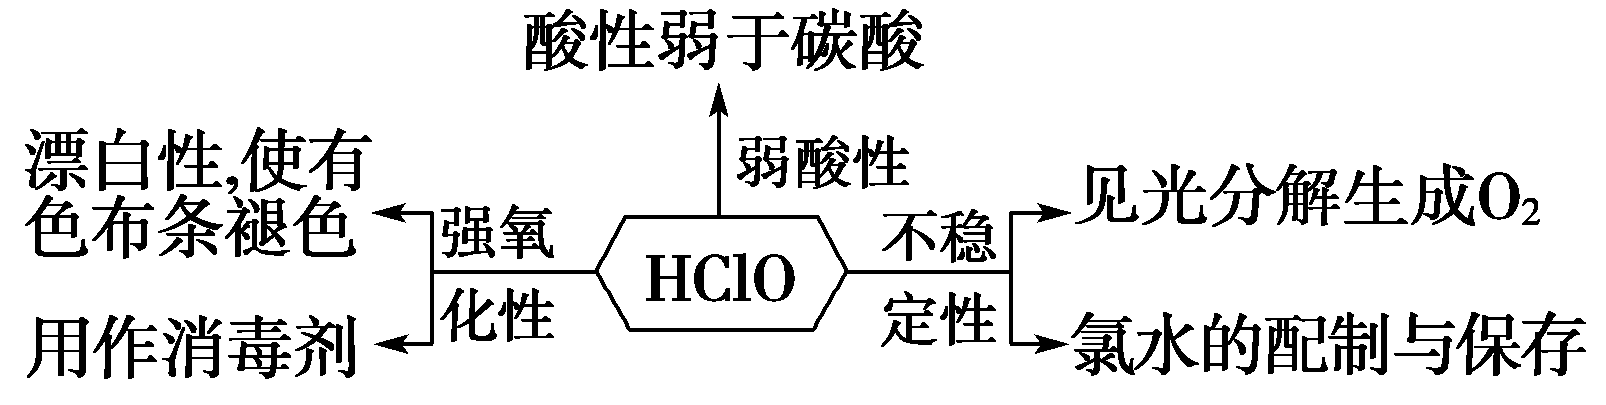 酸性弱于碳酸
弱酸性
漂白性,使有
色布条褪色
用作消毒剂
强氧
化性
HClO
不稳
定性
见光分解生成O₂
氯水的配制与保存